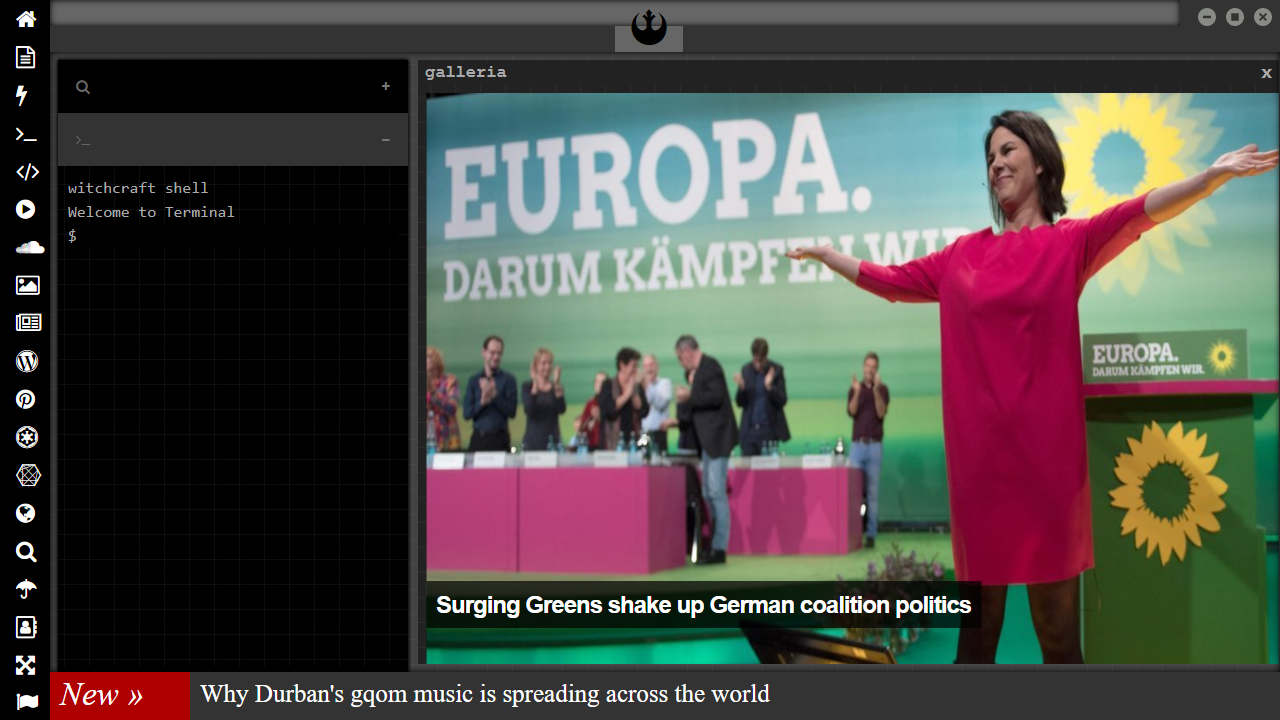 galleria
x
+
>_
−
witchcraft shell
Welcome to Terminal
$
EUROPA.
DARUM KÄMPFEN WIR
EUROPA.
DARUM KÄMPFEN WIR.
Surging Greens shake up German coalition politics
New »
Why Durban's gqom music is spreading across the world